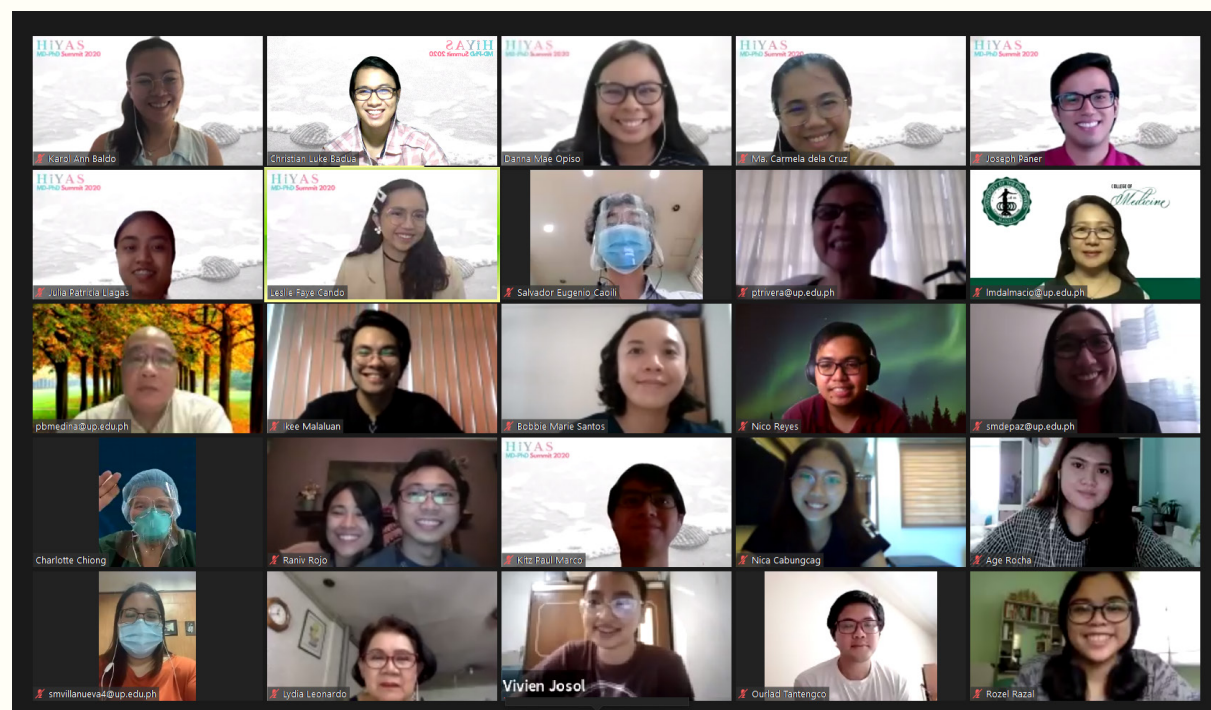 HiYAS
MD-PhD Summit 2020
Karol Ann Baldo
HiYAS
MD-PhD Summit 2020
Christian Luke Badua
HiYAS
MD-PhD Summit 2020
Danna Mae Opiso
HiYAS
MD-PhD Summit 2020
Ma. Carmela dela Cruz
HiYAS
MD-PhD Summit 2020
Joseph Paner
HiYAS
MD-PhD Summit 2020
Julia Patricia Llagas
HiYAS
MD-PhD Summit 2020
Leslie Faye Cando
Salvador Eugenio Caoili
ptrivera@up.edu.ph
COLLEGE OF
Medicine
lmdalmacio@up.edu.ph
pbmedina@up.edu.ph
Ikee Malaluan
Bobbie Marie Santos
Nico Reyes
smdepaz@up.edu.ph
Charlotte Chiong
Raniv Rojo
HiYAS
MD-PhD Summit 2020
Kitz Paul Marco
Nica Cabungcag
Age Rocha
smvillanueva4@up.edu.ph
Lydia Leonardo
Vivien Josol
Ourlad Tantengco
Rozel Razal